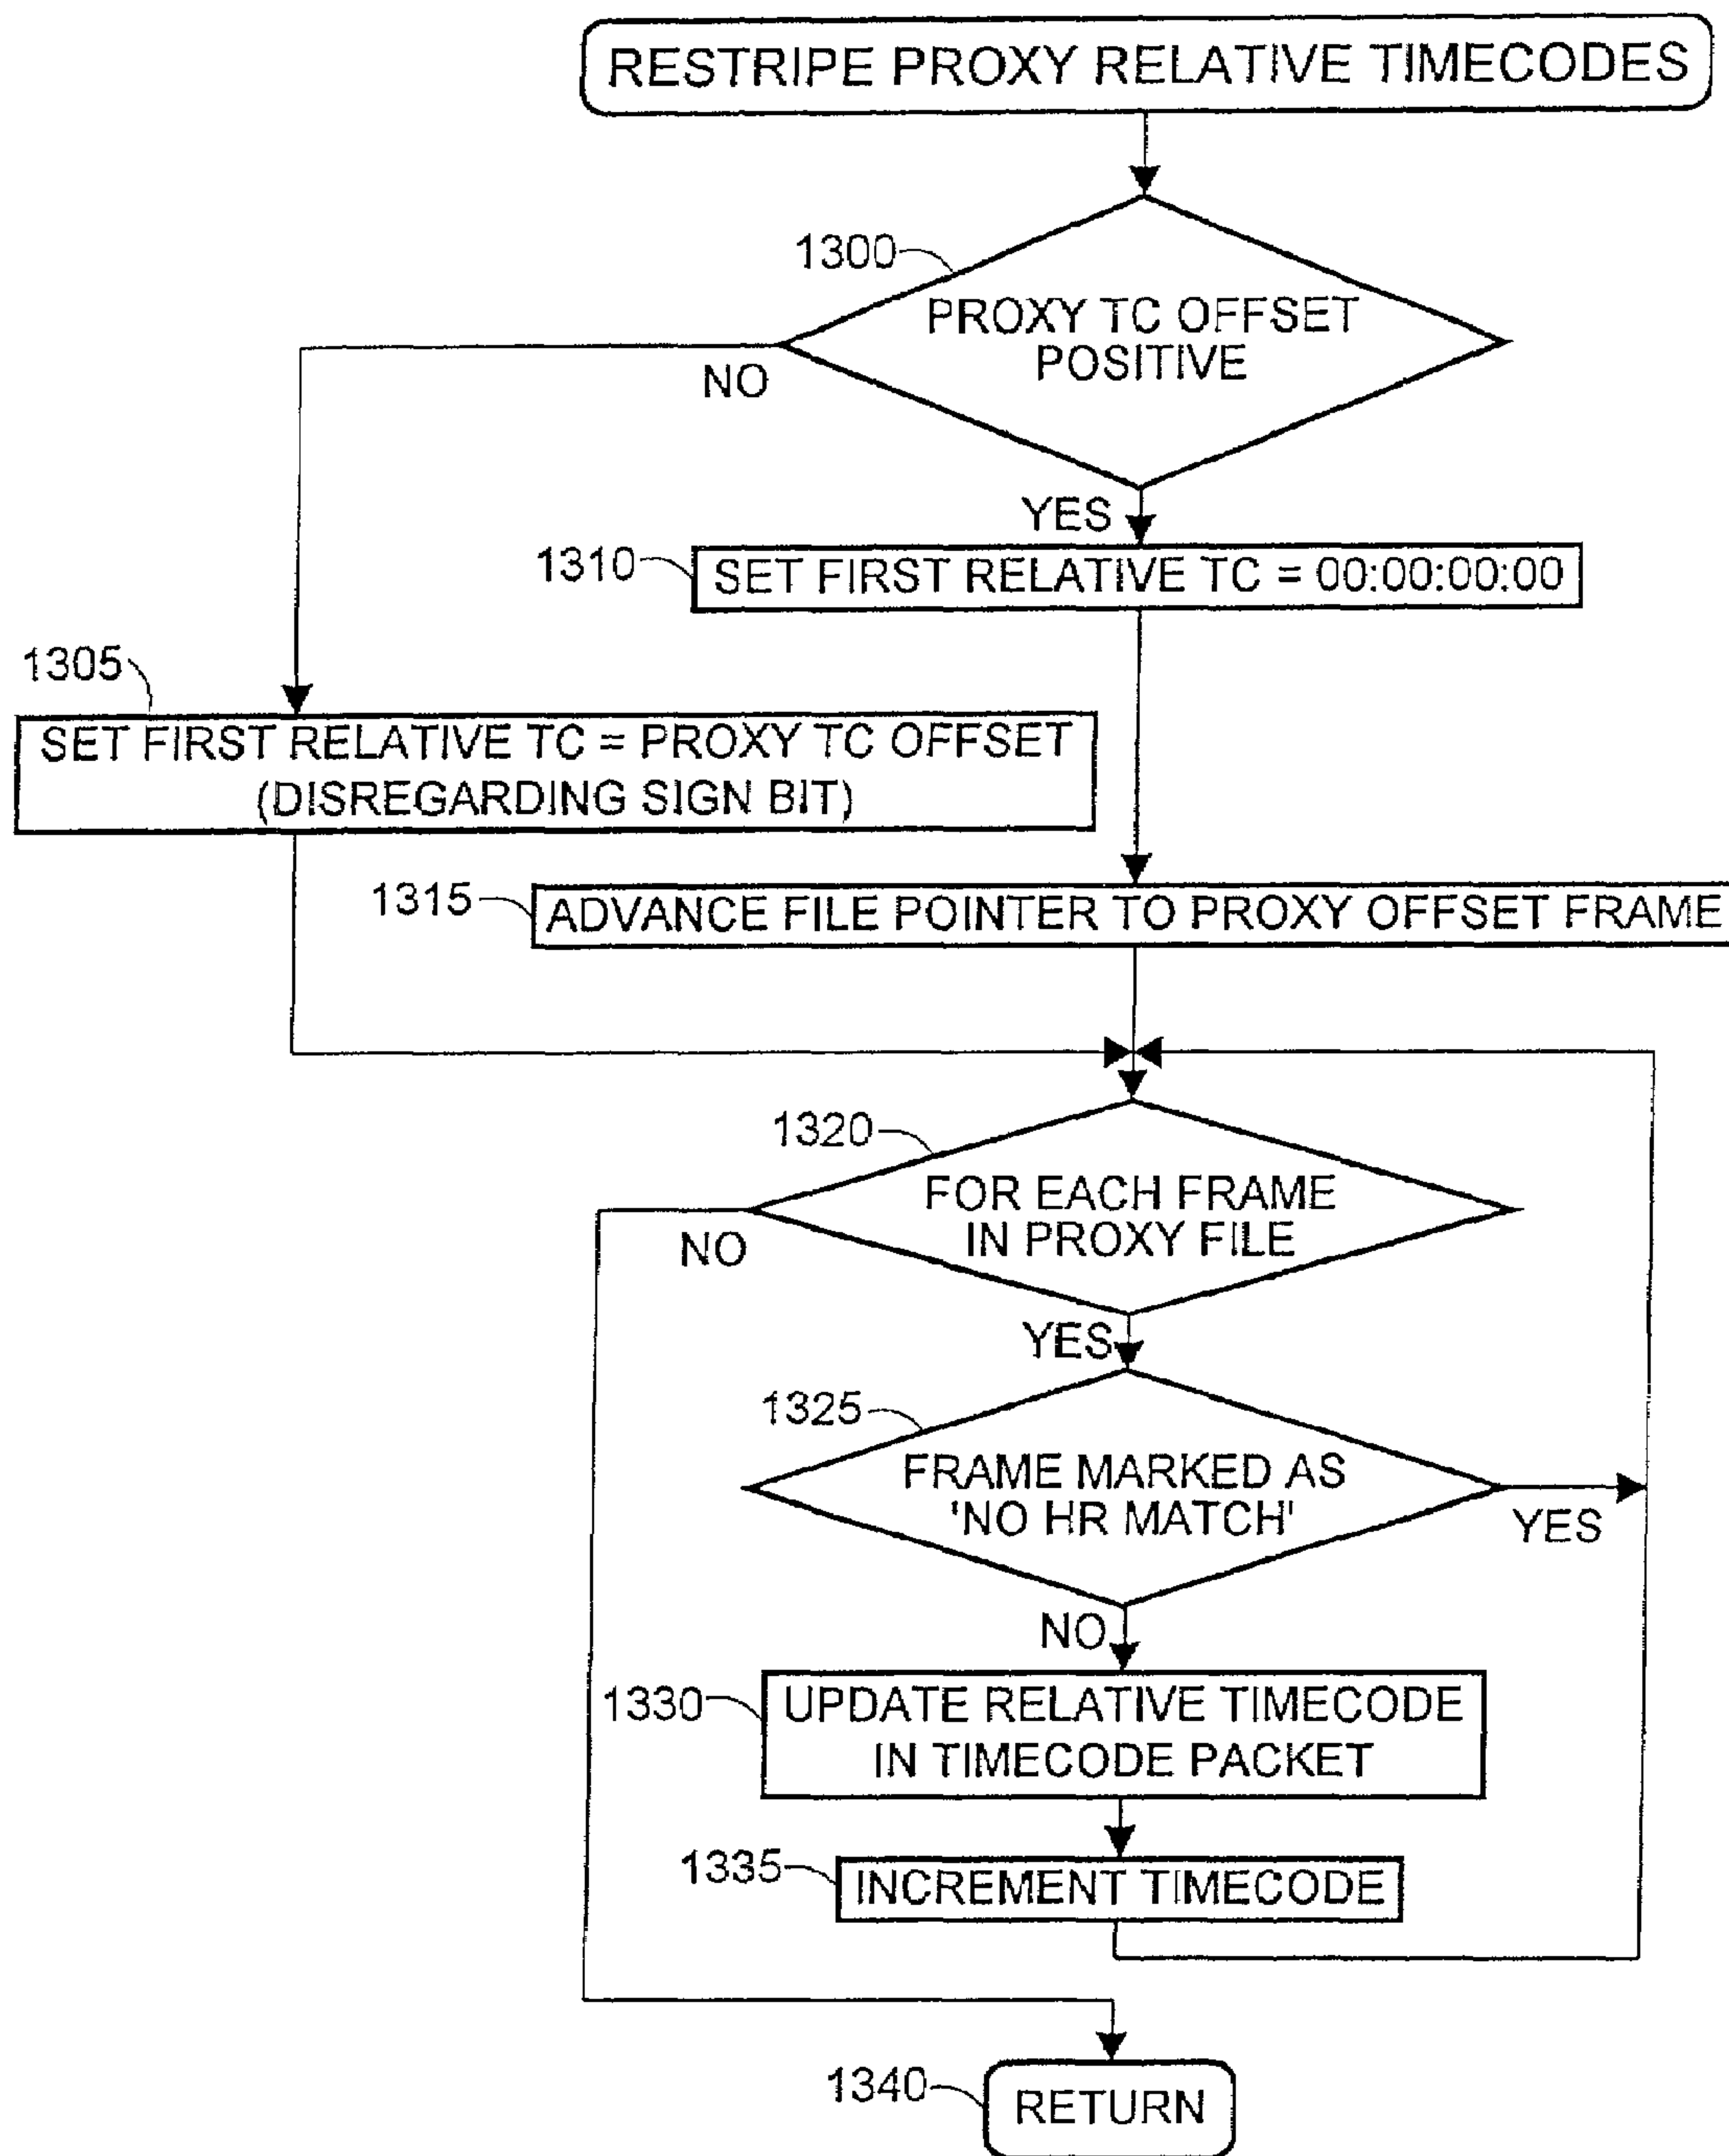 RESTRIPE PROXY RELATIVE TIMECODES
1300
PROXY TC OFFSET
POSITIVE
NO
YES
1310
SET FIRST RELATIVE TC = 00:00:00:00
1305
SET FIRST RELATIVE TC = PROXY TC OFFSET
(DISREGARDING SIGN BIT)
1315
ADVANCE FILE POINTER TO PROXY OFFSET FRAME
1320
FOR EACH FRAME
IN PROXY FILE
NO
YES
1325
FRAME MARKED AS
'NO HR MATCH'
YES
NO
1330
UPDATE RELATIVE TIMECODE
IN TIMECODE PACKET
1335
INCREMENT TIMECODE
1340
RETURN